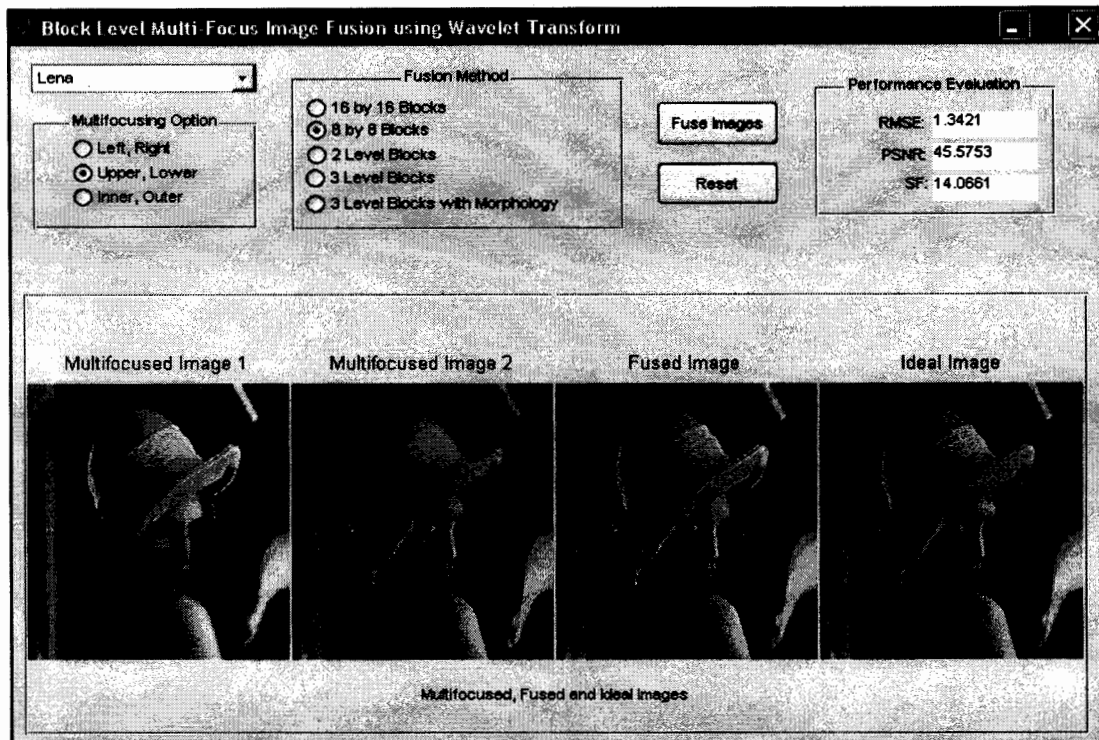 Block Level Multi-Focus Image Fusion using Wavelet Transform
Lena
Multifocusing Option
Left, Right
Upper, Lower
Inner, Outer
Fusion Method
16 by 16 Blocks
8 by 8 Blocks
2 Level Blocks
3 Level Blocks
3 Level Blocks with Morphology
Fuse Images
Reset
Performance Evaluation
RMSE: 1.3421
PSNR: 45.5753
SF: 14.0661
Multifocused Image 1
Multifocused Image 2
Fused Image
Ideal Image
Multifocused, Fused and Ideal Images